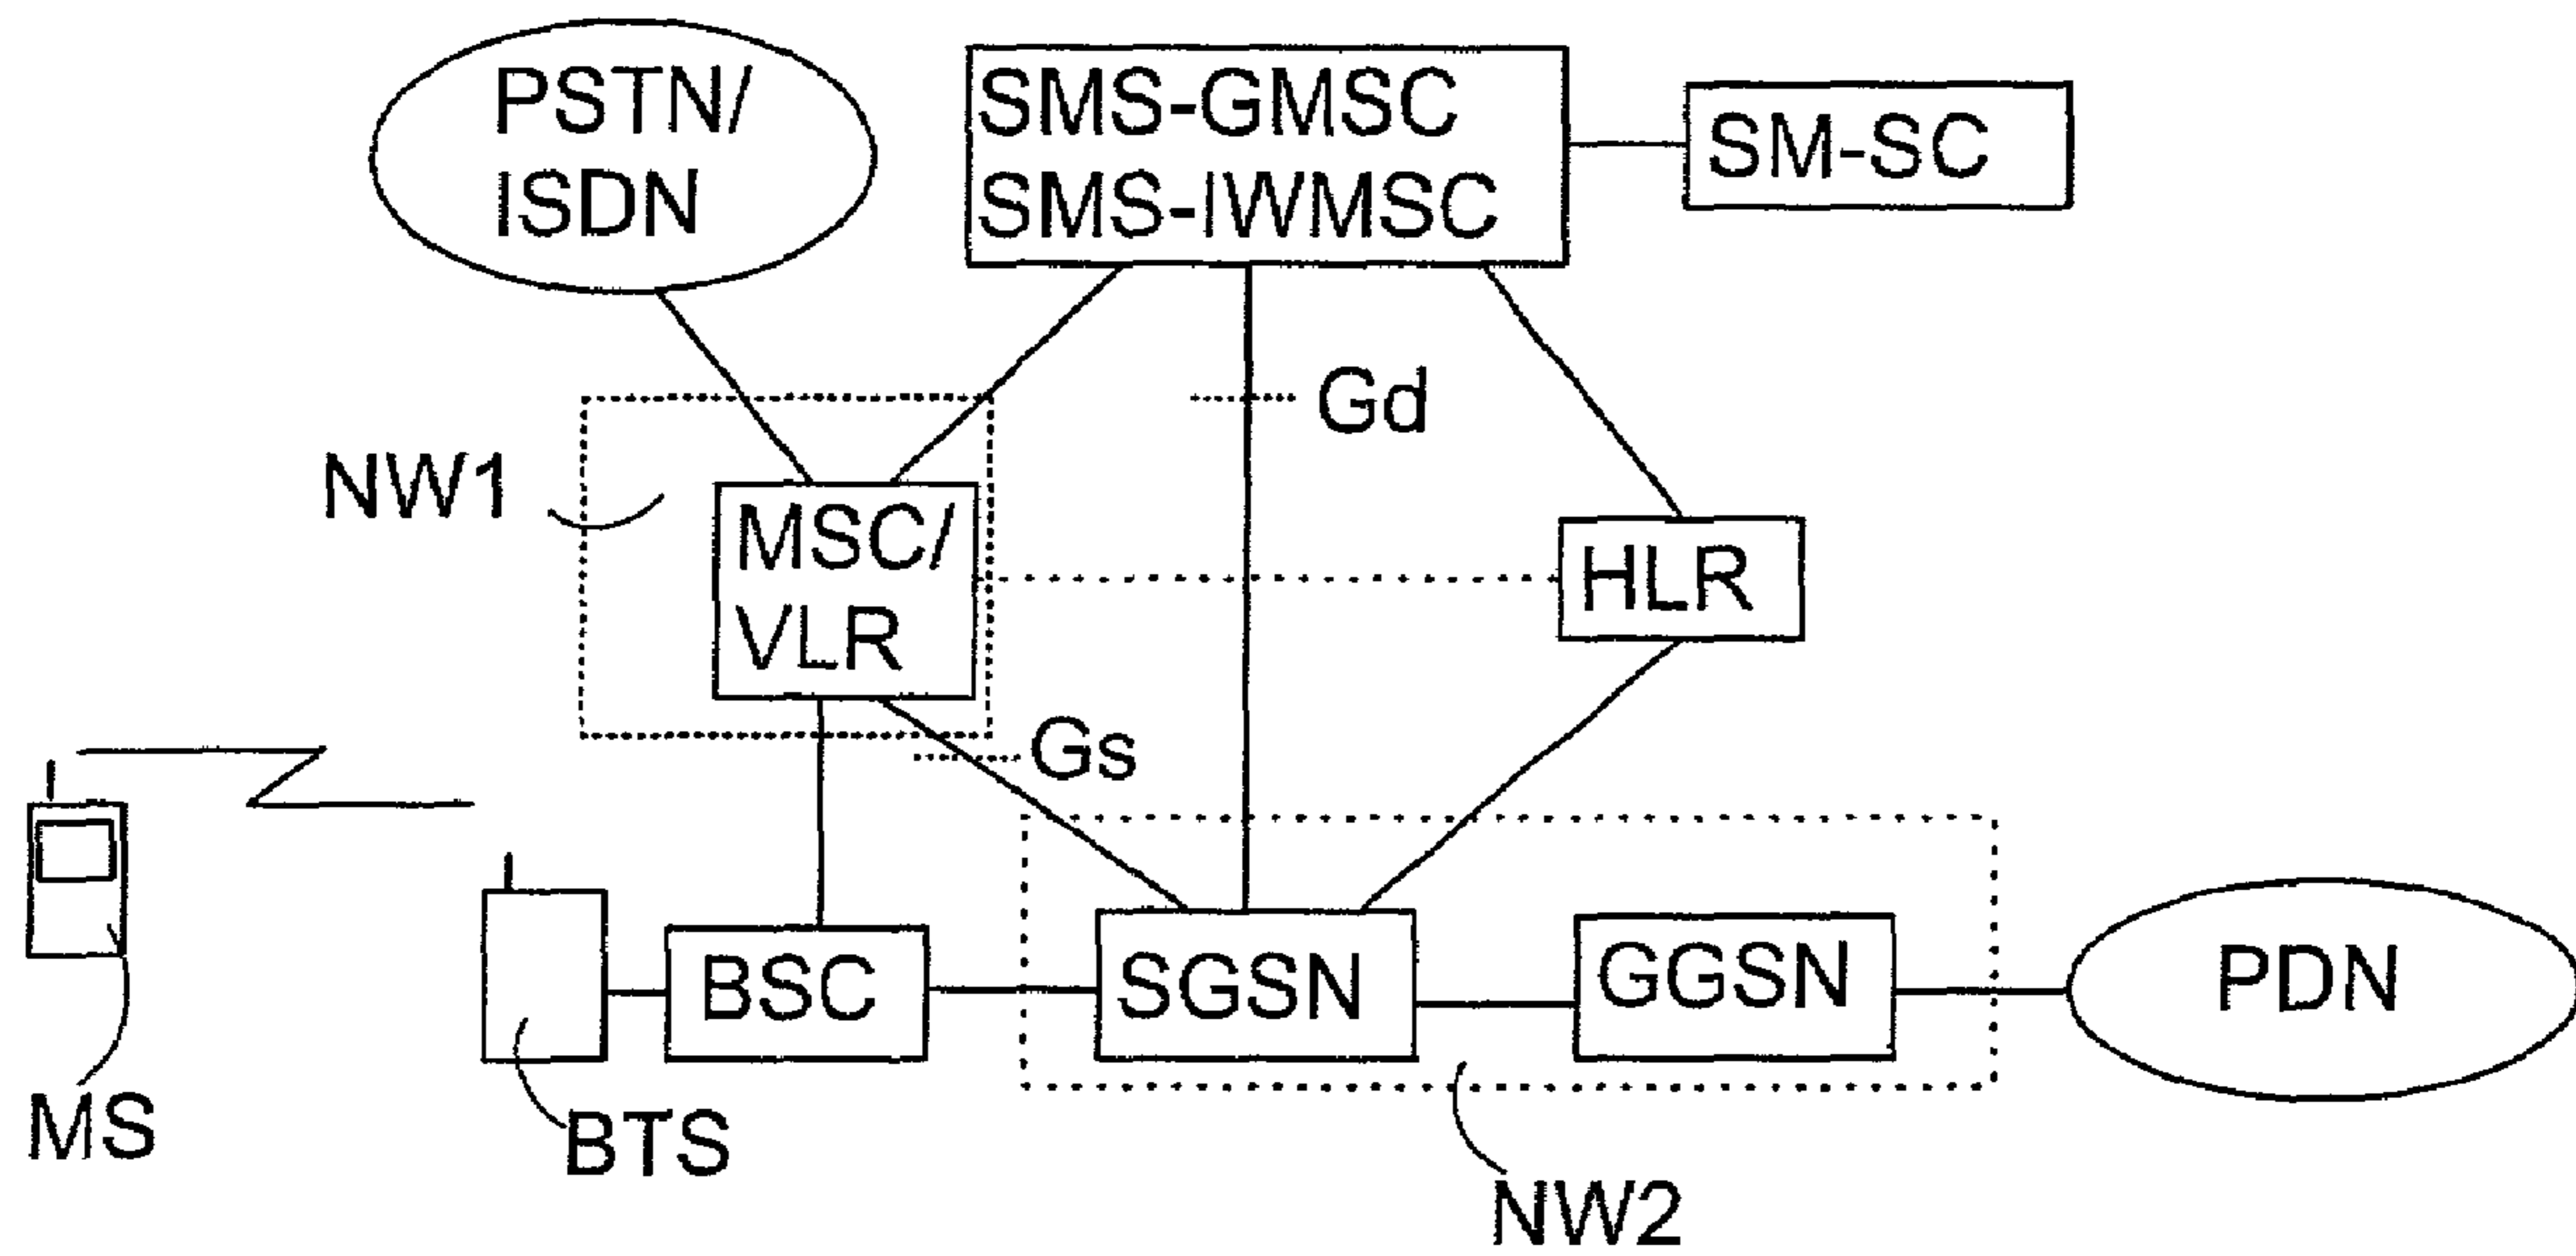 PSTN/
ISDN
SMS-GMSC
SMS-IWMSC
SM-SC
Gd
NW1
MSC/
VLR
HLR
Gs
BSC
SGSN
GGSN
PDN
MS
BTS
NW2